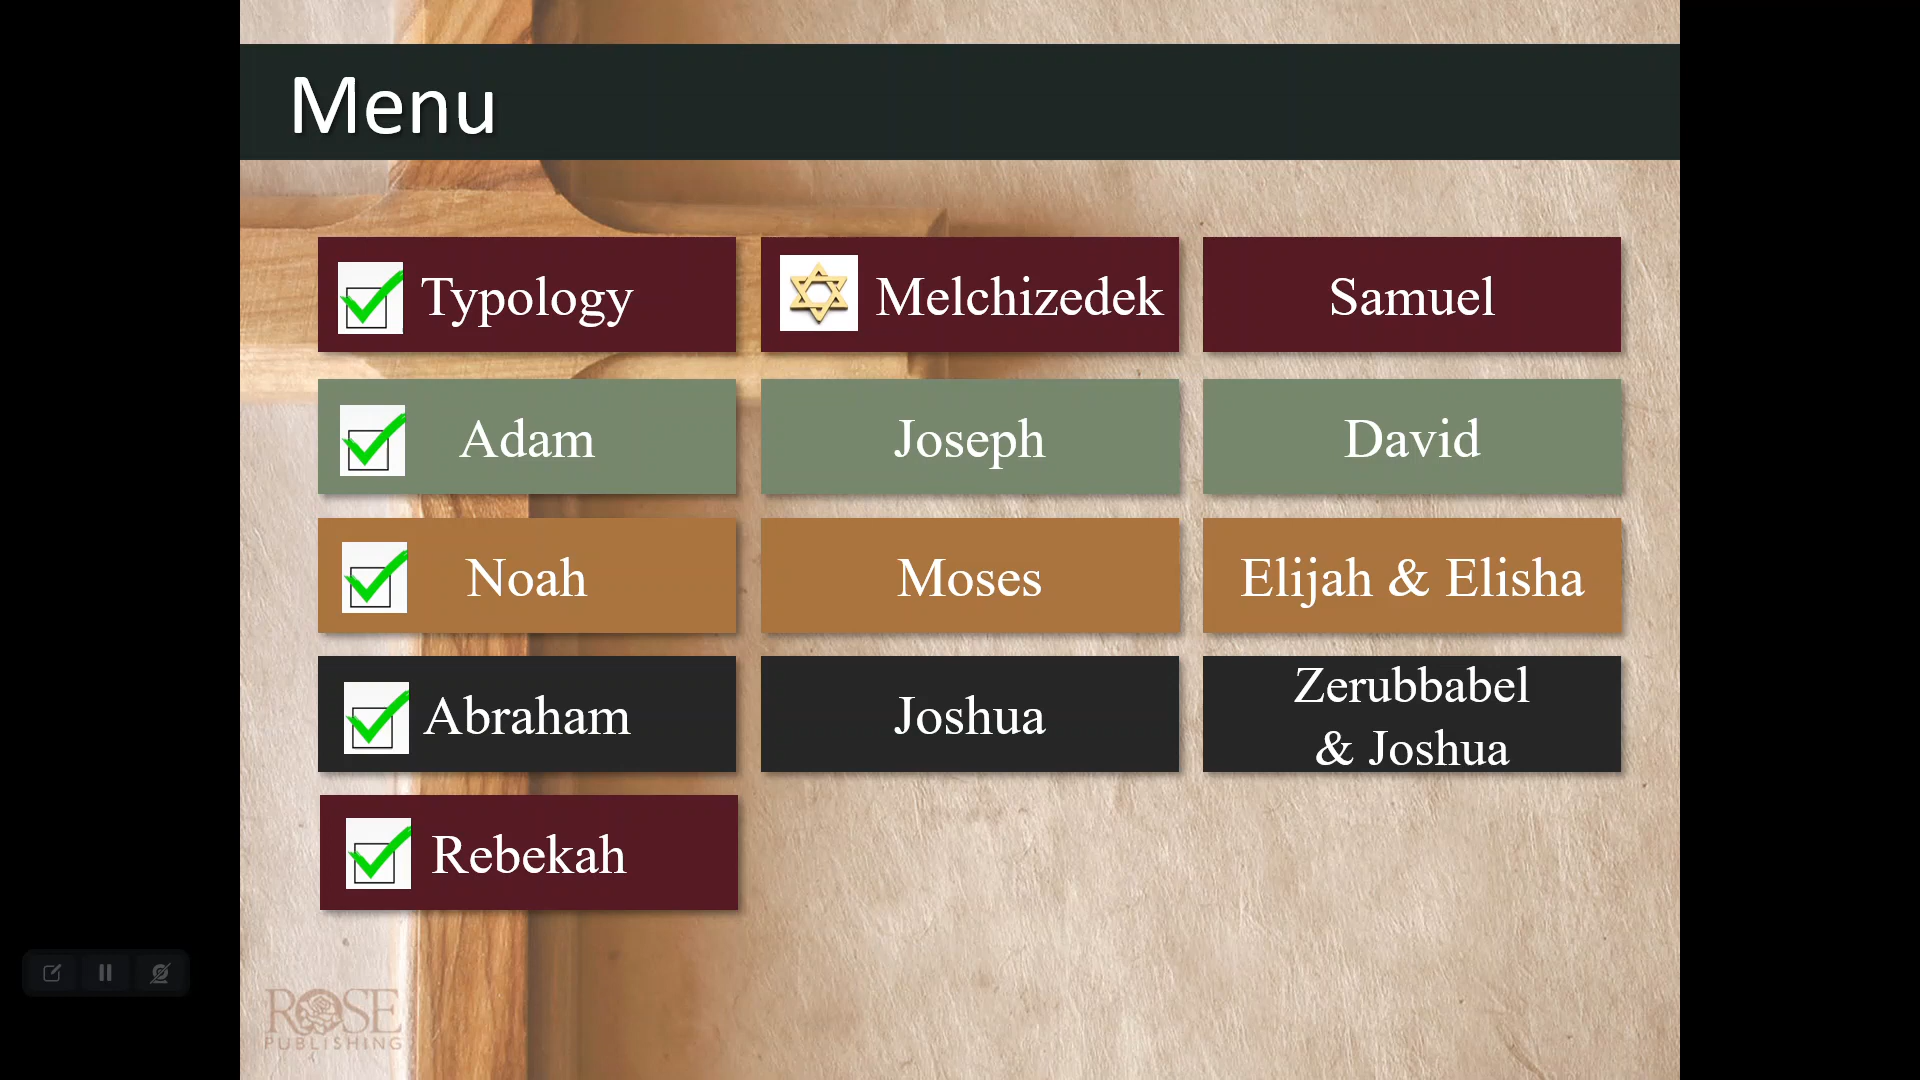 Menu
Typology
Melchizedek
Samuel
Adam
Joseph
David
Noah
Moses
Elijah & Elisha
Abraham
Joshua
Zerubbabel
& Joshua
Rebekah
ROSE
PUBLISHING